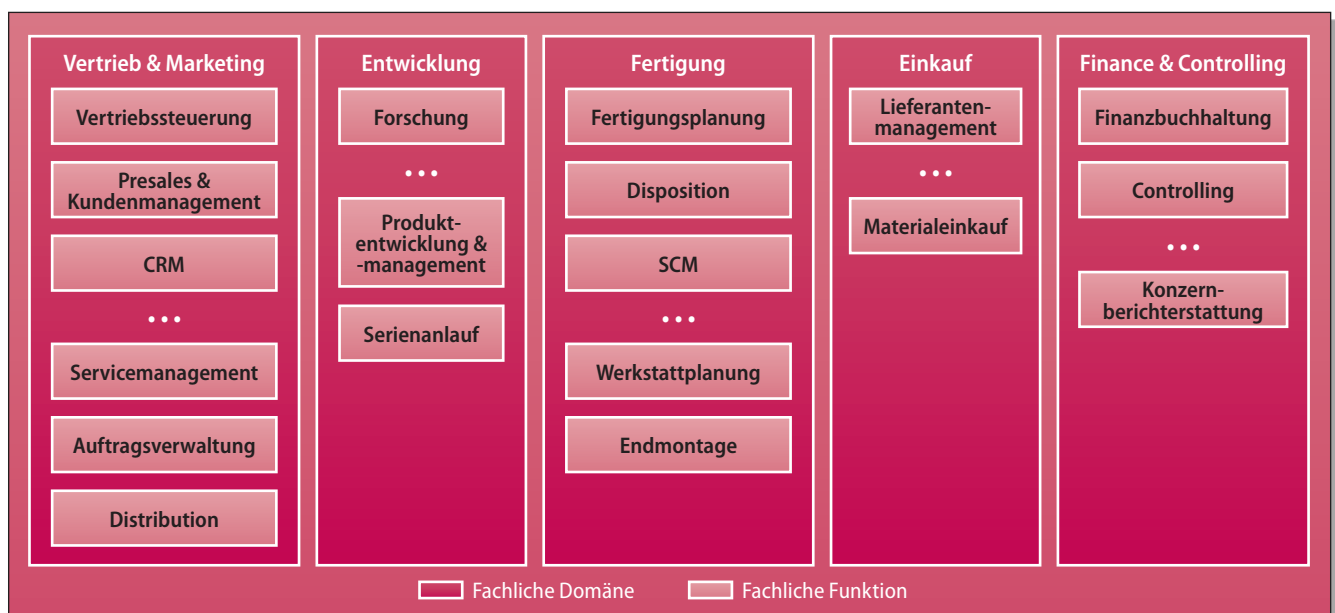 Vertrieb & Marketing
Vertriebssteuerung
Presales &
Kundenmanagement
CRM
...
Servicemanagement
Auftragsverwaltung
Distribution
Entwicklung
Forschung
...
Produkt-
entwicklung &
-management
Serienanlauf
Fertigung
Fertigungsplanung
Disposition
SCM
...
Werkstattplanung
Endmontage
Einkauf
Lieferanten-
management
...
Materialeinkauf
Finance & Controlling
Finanzbuchhaltung
Controlling
...
Konzern-
berichterstattung
Fachliche Domäne
Fachliche Funktion